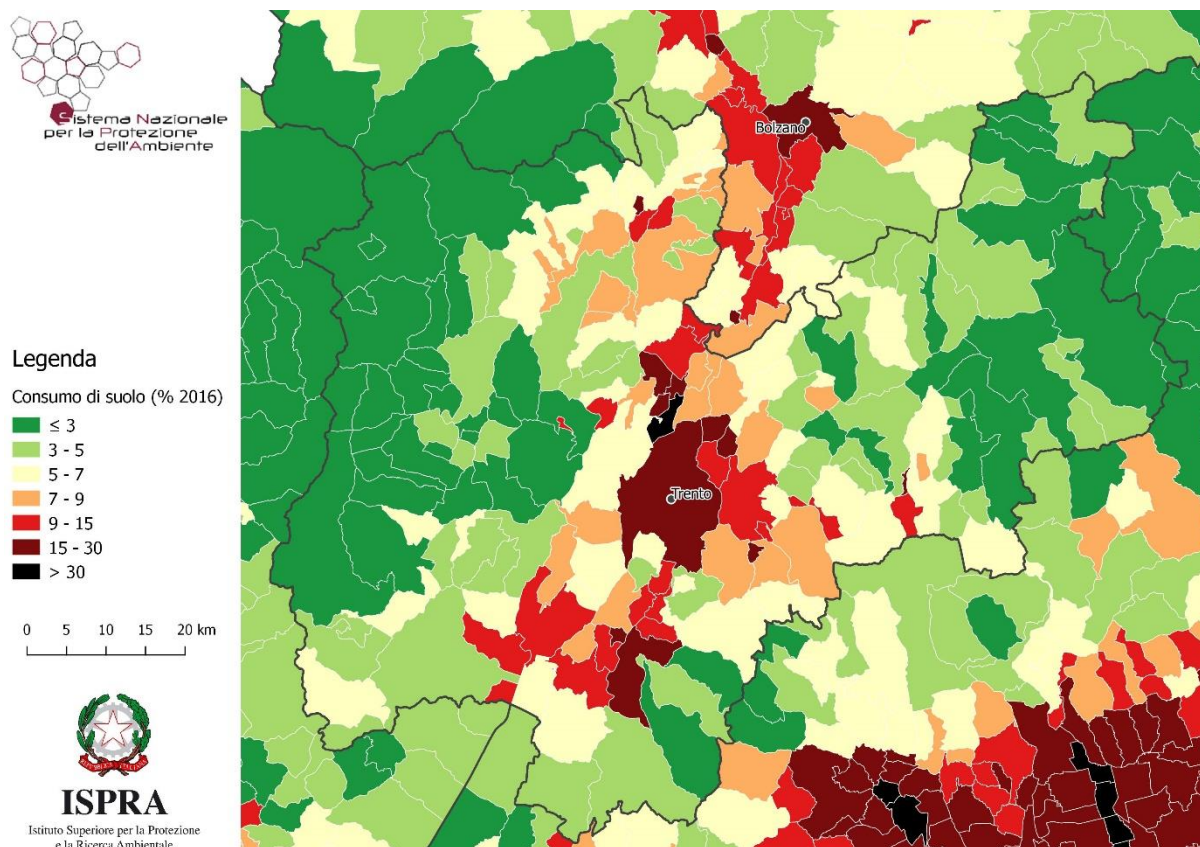 Sistema Nazionale
per la Protezione
dell'Ambiente
Bolzano
Trento
Legenda
Consumo di suolo (% 2016)
≤ 3
3 - 5
5 - 7
7 - 9
9 - 15
15 - 30
> 30
0 5 10 15 20 km
ISPRA
Istituto Superiore per la Protezione
e la Ricerca Ambientale